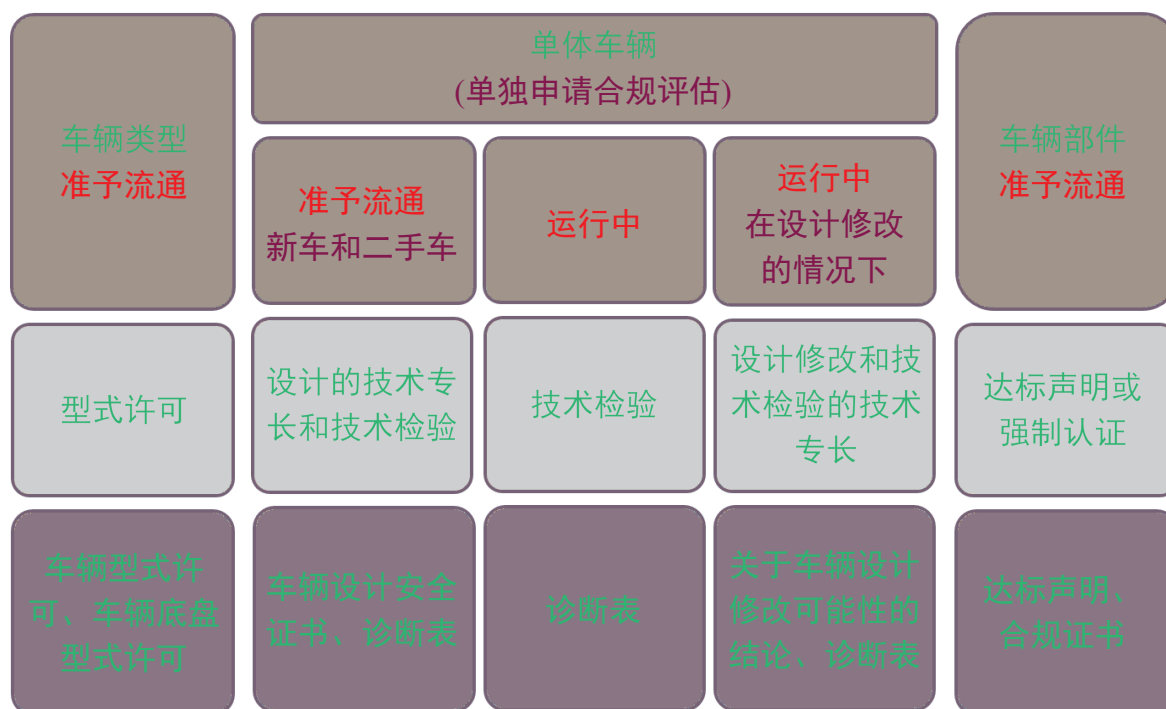 车辆类型
准予流通
单体车辆
(单独申请合规评估)
准予流通
新车和二手车
运行中
运行中
在设计修改
的情况下
车辆部件
准予流通
型式许可
设计的技术专
长和技术检验
技术检验
设计修改和技
术检验的技术
专长
达标声明或
强制认证
车辆型式许
可、车辆底盘
型式许可
车辆设计安全
证书、诊断表
诊断表
关于车辆设计
修改可能性的
结论、诊断表
达标声明、
合规证书